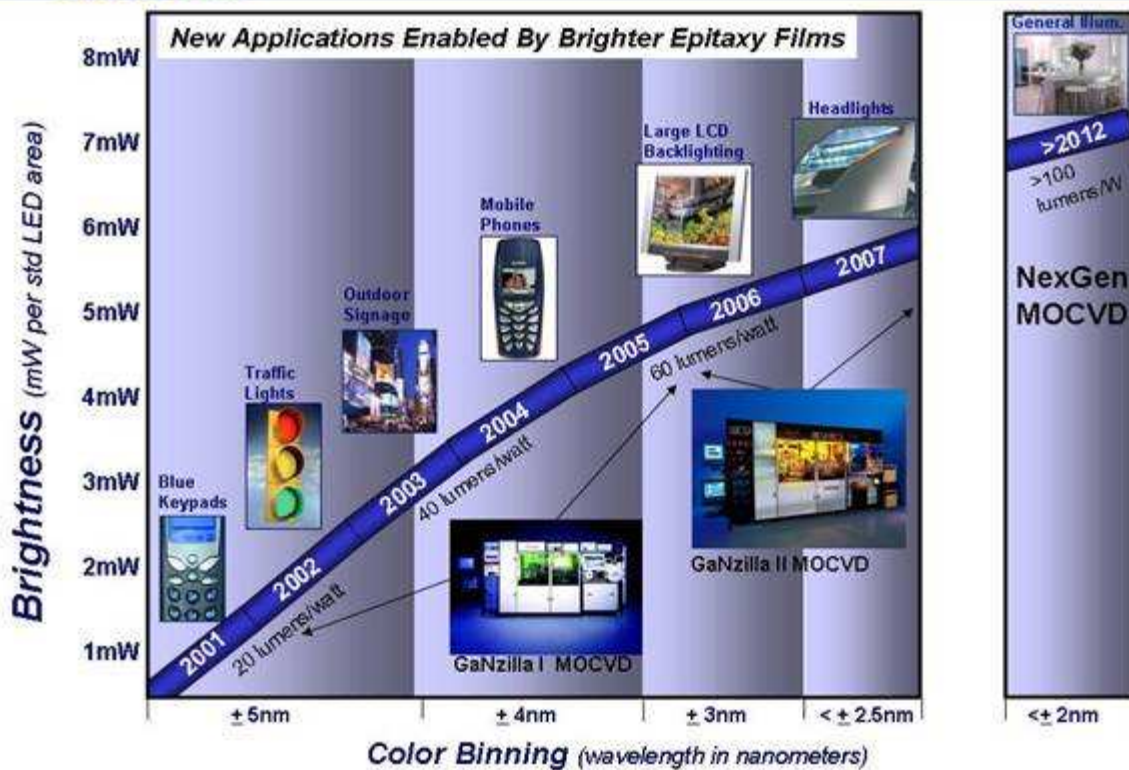 New Applications Enabled By Brighter Epitaxy Films
Brightness (mW per std LED area)
8mW
7mW
6mW
5mW
4mW
3mW
2mW
1mW
Blue
Keypads
Traffic
Lights
Outdoor
Signage
Mobile
Phones
Large LCD
Backlighting
Headlights
General Illum.
2001
2002
2003
2004
2005
2006
2007
>2012
20 lumens/watt
40 lumens/watt
60 lumens/watt
>100
lumens/W
GaNzilla I MOCVD
GaNzilla II MOCVD
NexGen
MOCVD
± 5nm
± 4nm
± 3nm
< ± 2.5nm
<± 2nm
Color Binning (wavelength in nanometers)